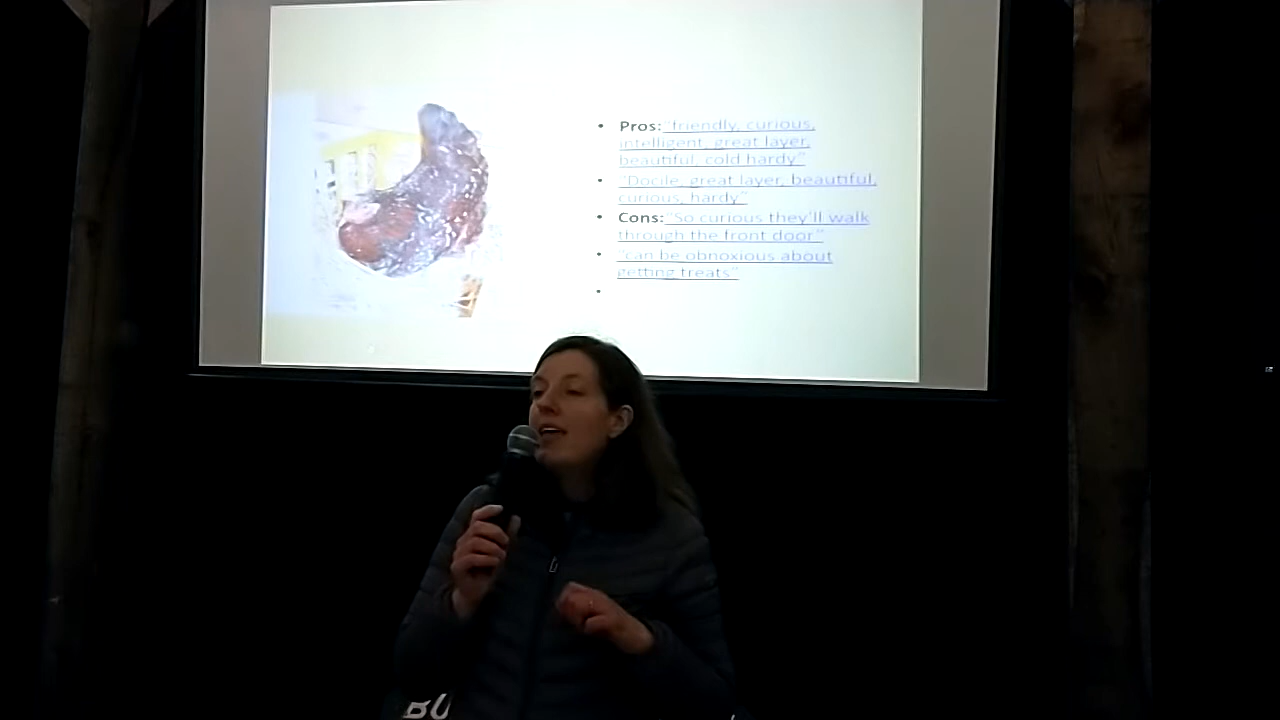 • Pros: "friendly, curious,
intelligent, great layer,
beautiful, cold hardy"
• "Docile, great layer, beautiful,
curious, hardy"
• Cons: "So curious they'll walk
through the front door"
• "can be obnoxious about
getting treats"
•
BU